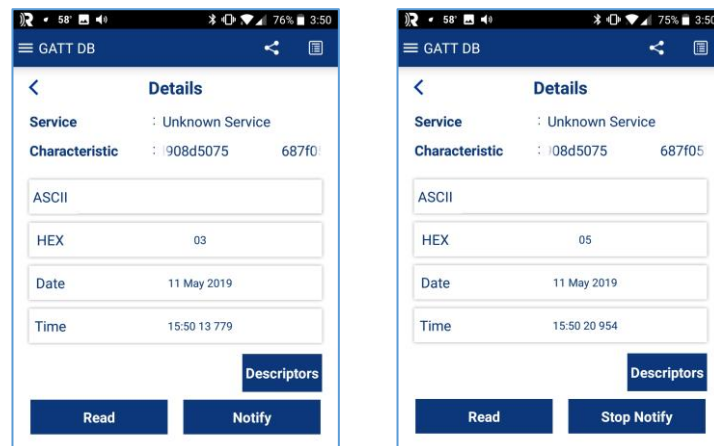 58° 76% 3:50
GATT DB
Details
Service : Unknown Service
Characteristic : 908d5075 687f0
ASCII
HEX 03
Date 11 May 2019
Time 15:50 13 779
Descriptors
Read Notify
58° 75% 3:50
GATT DB
Details
Service : Unknown Service
Characteristic : 08d5075 687f05
ASCII
HEX 05
Date 11 May 2019
Time 15:50 20 954
Descriptors
Read Stop Notify